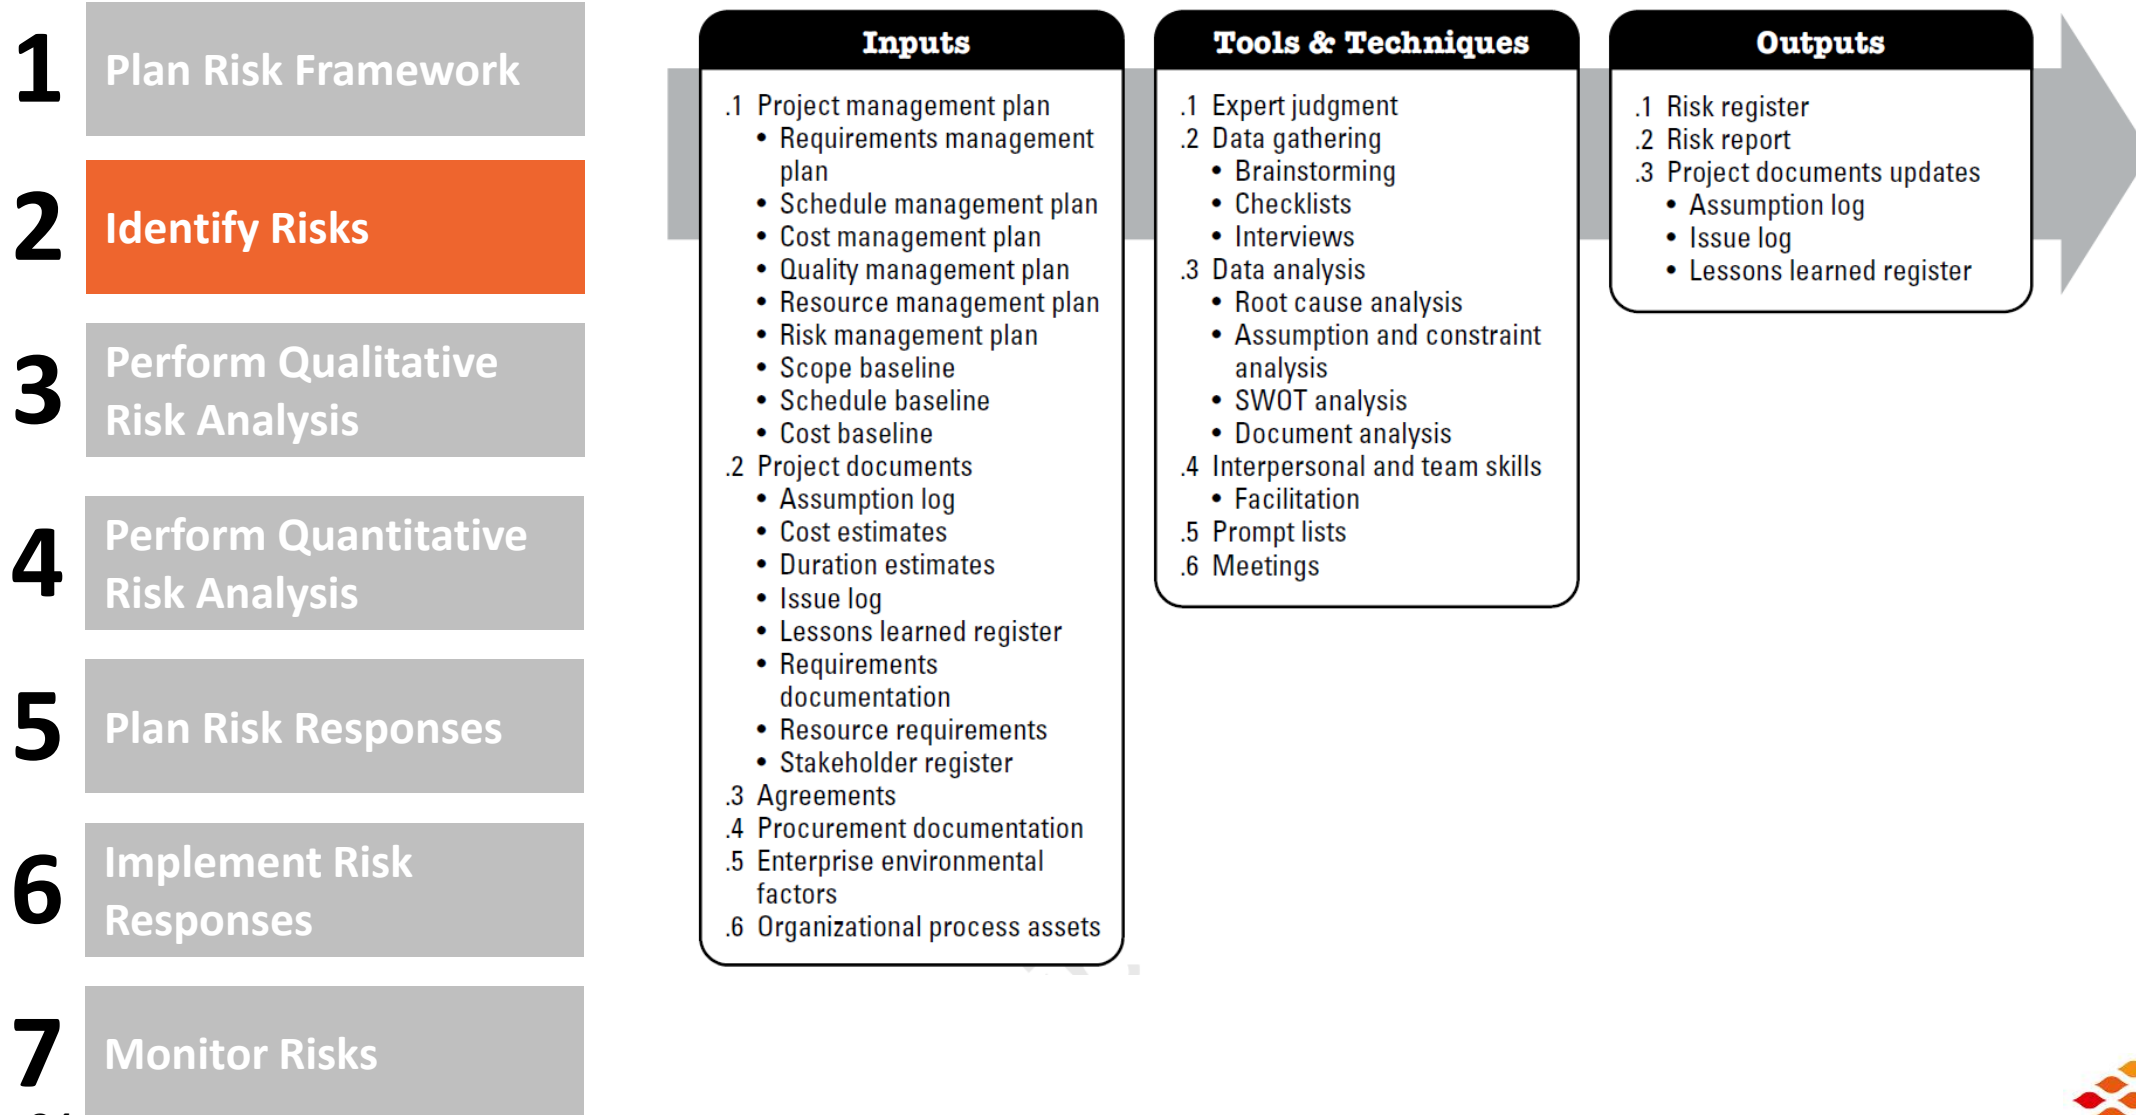 1
Plan Risk Framework
2
Identify Risks
3
Perform Qualitative
Risk Analysis
4
Perform Quantitative
Risk Analysis
5
Plan Risk Responses
6
Implement Risk
Responses
7
Monitor Risks
Inputs
.1 Project management plan
• Requirements management
plan
• Schedule management plan
• Cost management plan
• Quality management plan
• Resource management plan
• Risk management plan
• Scope baseline
• Schedule baseline
• Cost baseline
.2 Project documents
• Assumption log
• Cost estimates
• Duration estimates
• Issue log
• Lessons learned register
• Requirements
documentation
• Resource requirements
• Stakeholder register
.3 Agreements
.4 Procurement documentation
.5 Enterprise environmental
factors
.6 Organizational process assets
Tools & Techniques
.1 Expert judgment
.2 Data gathering
• Brainstorming
• Checklists
• Interviews
.3 Data analysis
• Root cause analysis
• Assumption and constraint
analysis
• SWOT analysis
• Document analysis
.4 Interpersonal and team skills
• Facilitation
.5 Prompt lists
.6 Meetings
Outputs
.1 Risk register
.2 Risk report
.3 Project documents updates
• Assumption log
• Issue log
• Lessons learned register